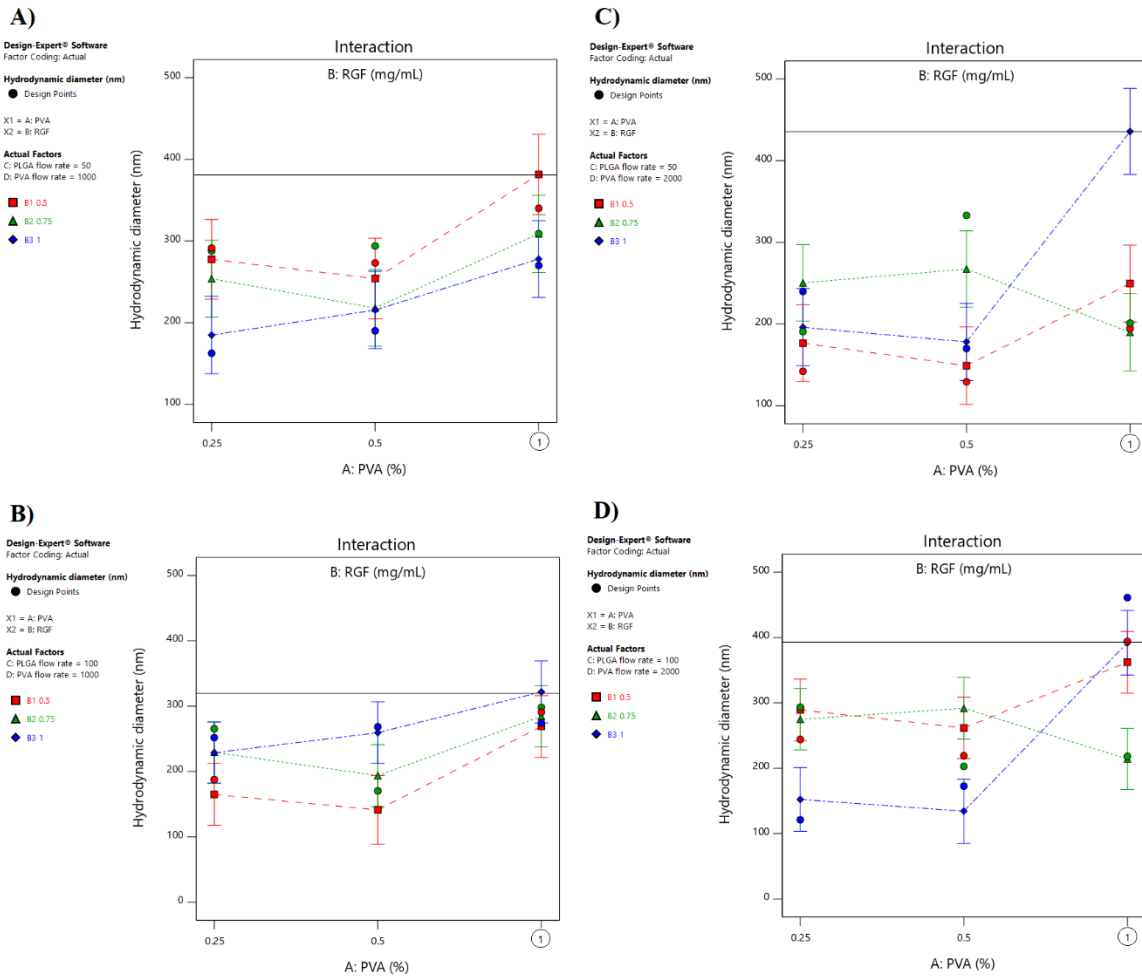 A)
Design-Expert® Software
Factor Coding: Actual
Hydrodynamic diameter (nm)
Design Points
X1 = A: PVA
X2 = B: RGF
Actual Factors
C: PLGA flow rate = 50
D: PVA flow rate = 1000
B1 0.5
B2 0.75
B3 1
Interaction
B: RGF (mg/mL)
Hydrodynamic diameter (nm)
500
400
300
200
100
0.25
0.5
1
A: PVA (%)
C)
Design-Expert® Software
Factor Coding: Actual
Hydrodynamic diameter (nm)
Design Points
X1 = A: PVA
X2 = B: RGF
Actual Factors
C: PLGA flow rate = 50
D: PVA flow rate = 2000
B1 0.5
B2 0.75
B3 1
Interaction
B: RGF (mg/mL)
Hydrodynamic diameter (nm)
500
400
300
200
100
0.25
0.5
1
A: PVA (%)
B)
Design-Expert® Software
Factor Coding: Actual
Hydrodynamic diameter (nm)
Design Points
X1 = A: PVA
X2 = B: RGF
Actual Factors
C: PLGA flow rate = 100
D: PVA flow rate = 1000
B1 0.5
B2 0.75
B3 1
Interaction
B: RGF (mg/mL)
Hydrodynamic diameter (nm)
500
400
300
200
100
0
0.25
0.5
1
A: PVA (%)
D)
Design-Expert® Software
Factor Coding: Actual
Hydrodynamic diameter (nm)
Design Points
X1 = A: PVA
X2 = B: RGF
Actual Factors
C: PLGA flow rate = 100
D: PVA flow rate = 2000
B1 0.5
B2 0.75
B3 1
Interaction
B: RGF (mg/mL)
Hydrodynamic diameter (nm)
500
400
300
200
100
0
0.25
0.5
1
A: PVA (%)